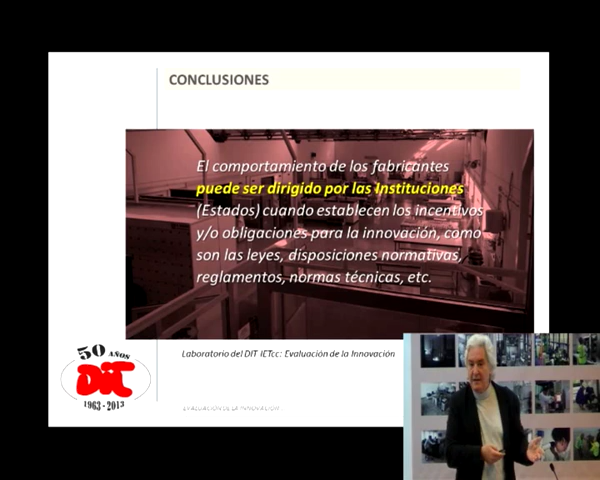 CONCLUSIONES
El comportamiento de los fabricantes
puede ser dirigido por las Instituciones
(Estados) cuando establecen los incentivos
y/o obligaciones para la innovación, como
son las leyes, disposiciones normativas,
reglamentos, normas técnicas, etc.
Laboratorio del DIT IETcc: Evaluación de la Innovación
50 AÑOS
DIT
1963 - 2013
EVALUACIÓN DE LA INNOVACIÓN